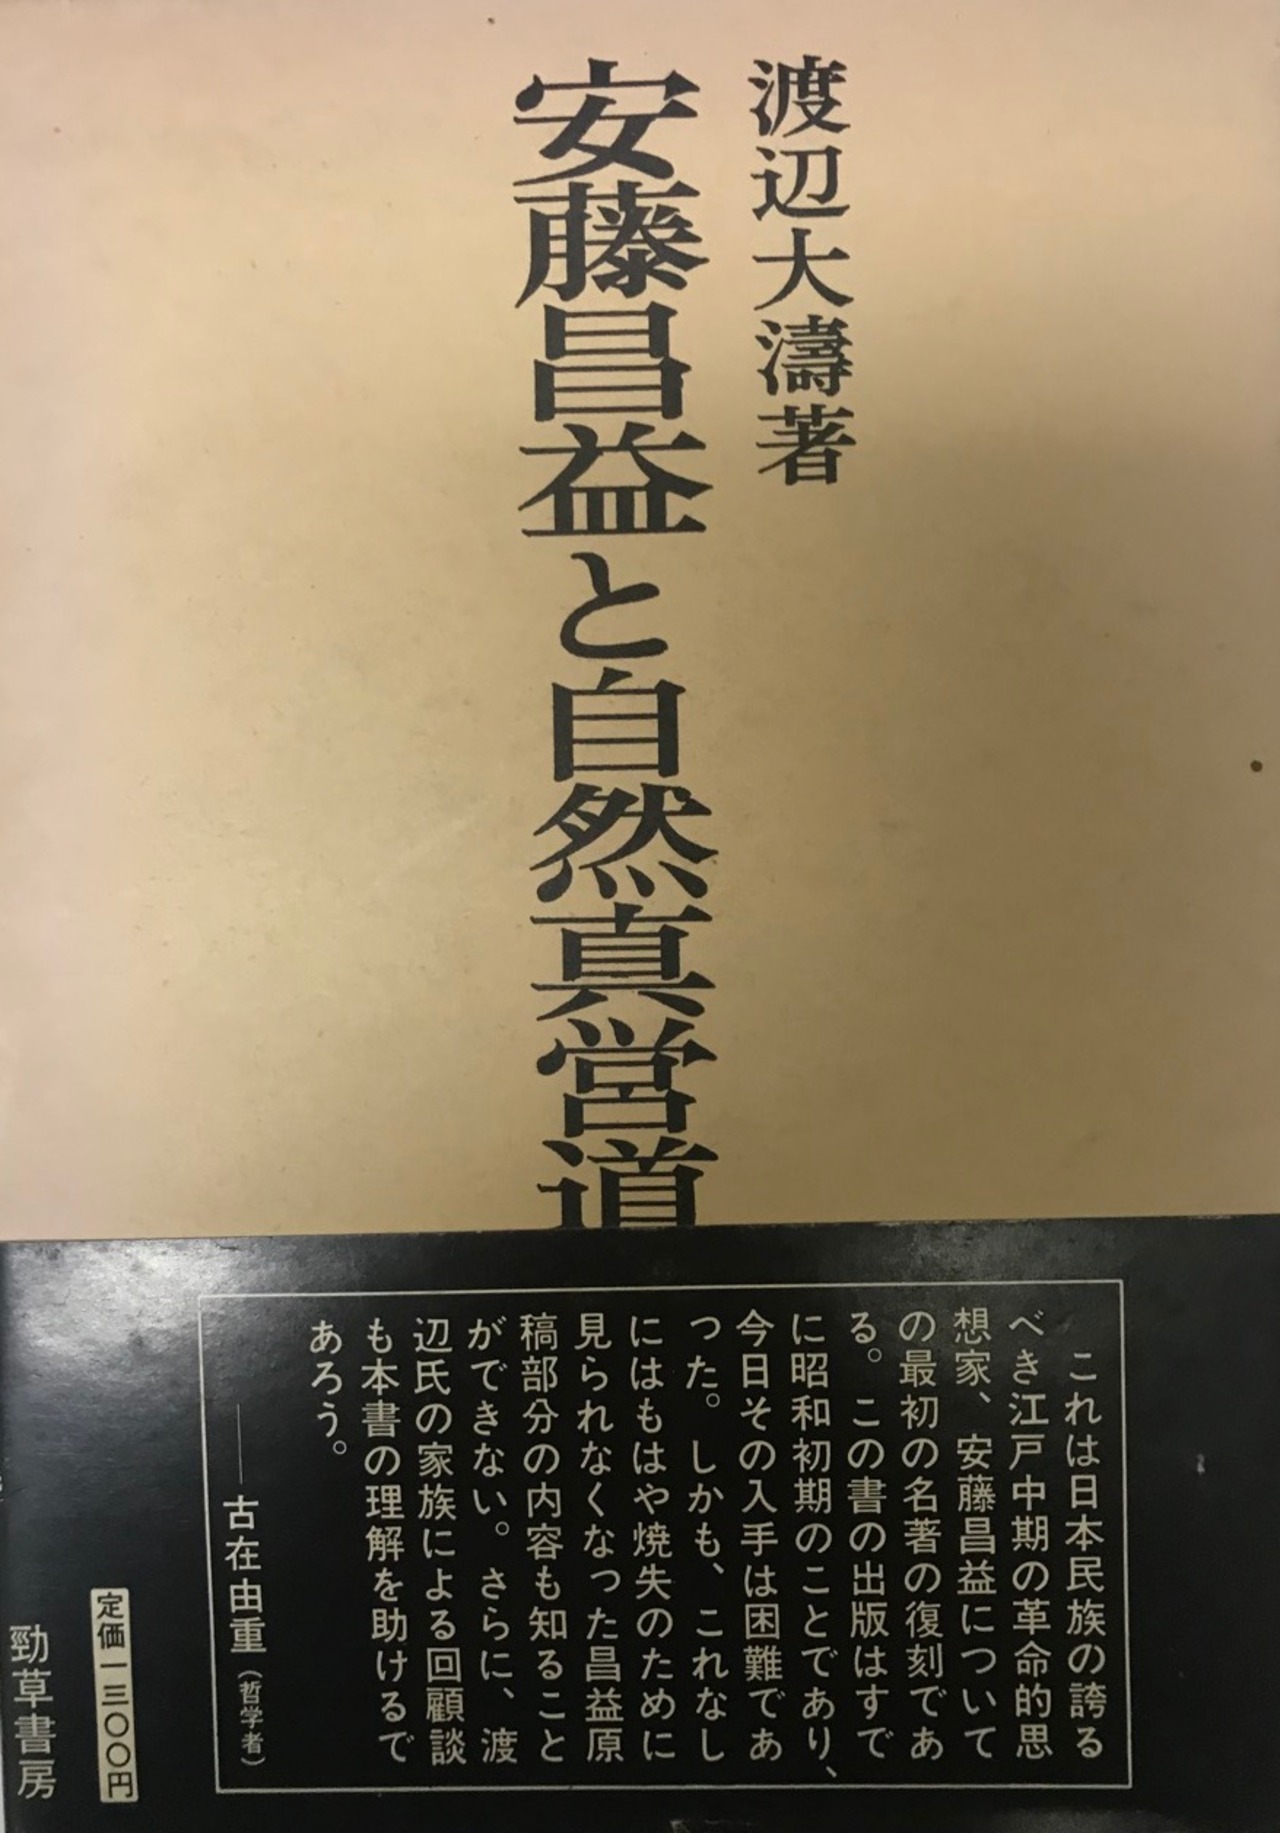 渡辺大濤著
安藤昌益と自然真営道
これは日本民族の誇る
べき江戸中期の革命的思
想家、安藤昌益について
の最初の名著の復刻であ
る。この書の出版はすで
に昭和初期のことであり、
今日その入手は困難であ
った。しかも、これなし
にはもはや焼失のために
見られなくなった昌益原
稿部分の内容も知ること
ができない。さらに、渡
辺氏の家族による回顧談
も本書の理解を助けるで
あろう。
――古在由重（哲学者）
定価一三〇〇円
勁草書房